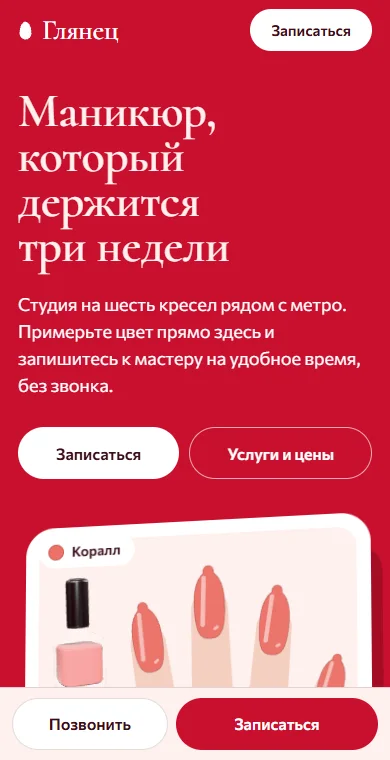 Глянец
Записаться
Маникюр,
который
держится
три недели
Студия на шесть кресел рядом с метро.
Примерьте цвет прямо здесь и
запишитесь к мастеру на удобное время,
без звонка.
Записаться
Услуги и цены
Коралл
Позвонить
Записаться